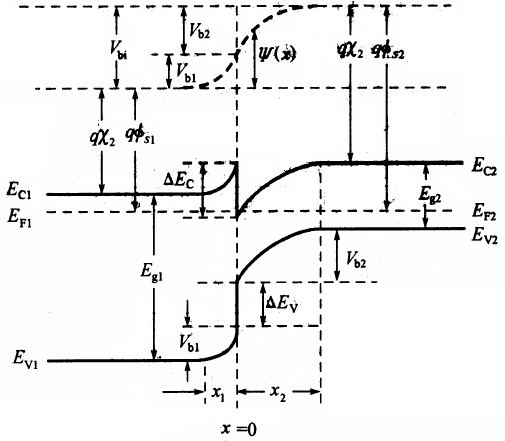 V_b2
V_bi
V_b1
Ψ(x)
qχ_2
qϕ_s2
qχ_2
qϕ_s1
ΔE_C
E_C1
E_C2
E_F1
E_g2
E_F2
E_V2
E_g1
V_b2
ΔE_V
V_b1
E_V1
x_1
x_2
x=0